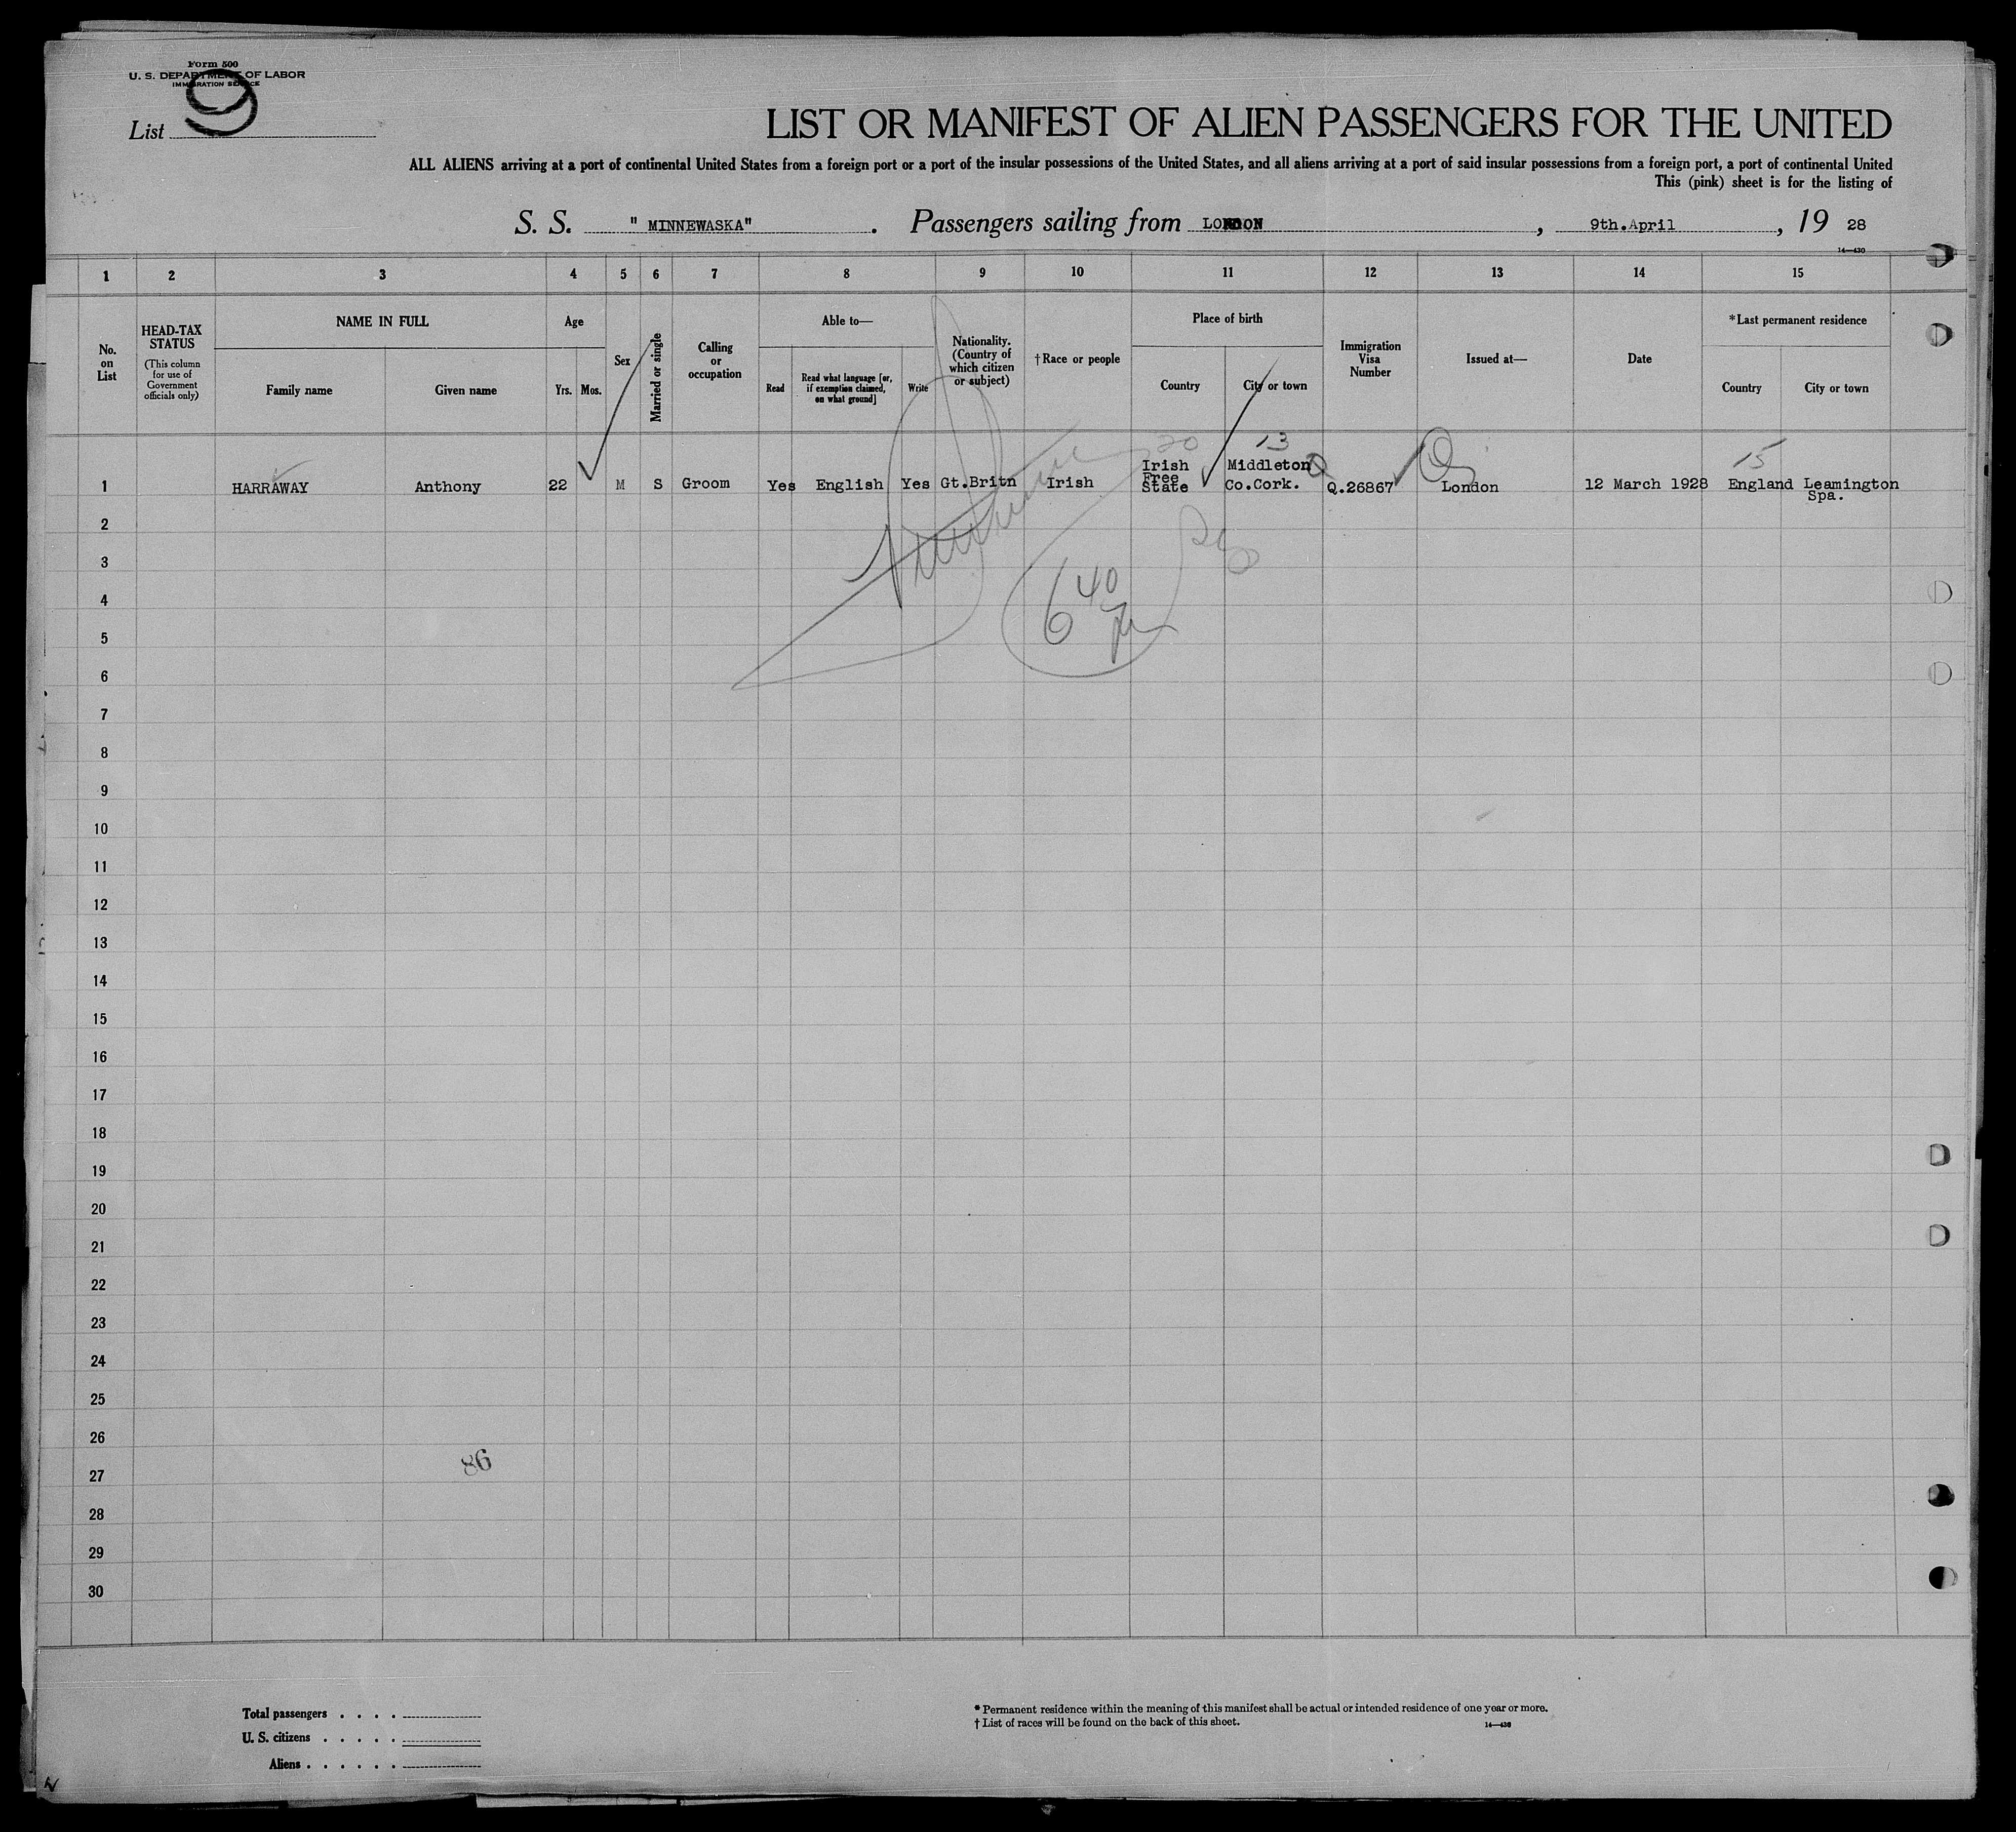 Form 500
U. S. DEPARTMENT OF LABOR
IMMIGRATION SERVICE
List 9
LIST OR MANIFEST OF ALIEN PASSENGERS FOR THE UNITED
ALL ALIENS arriving at a port of continental United States from a foreign port or a port of the insular possessions of the United States, and all aliens arriving at a port of said insular possessions from a foreign port, a port of continental United
This (pink) sheet is for the listing of
S. S. "MINNEWASKA". Passengers sailing from LONDON, 9th.April, 19 28
14—430
1 2 3 4 5 6 7 8 9 10 11 12 13 14 15
No. on List
HEAD-TAX STATUS
(This column for use of Government officials only)
NAME IN FULL
Family name
Given name
Age
Yrs.
Mos.
Sex
Married or single
Calling or occupation
Able to—
Read
Read what language [or, if exemption claimed, on what ground]
Write
Nationality. (Country of which citizen or subject)
†Race or people
Place of birth
Country
City or town
Immigration Visa Number
Issued at—
Date
*Last permanent residence
Country
City or town
20 13 15
1 HARRAWAY Anthony 22 M S Groom Yes English Yes Gt.Britn Irish Irish Free State Middleton Co.Cork. Q.26867 London 12 March 1928 England Leamington Spa.
2
3
4
6 40
5
6
7
8
9
10
11
12
13
14
15
16
17
18
19
20
21
22
23
24
25
26
86
27
28
29
30
Total passengers . . . .
U. S. citizens . . . . .
Aliens . . . . . .
* Permanent residence within the meaning of this manifest shall be actual or intended residence of one year or more.
† List of races will be found on the back of this sheet.
14—430